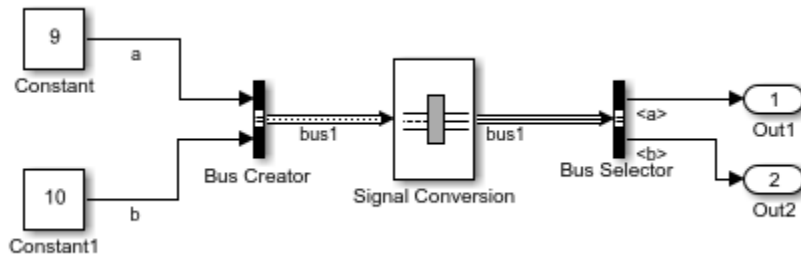 9
a
Constant
10
b
Constant1
Bus Creator
bus1
Signal Conversion
bus1
Bus Selector
<a>
<b>
1
Out1
2
Out2